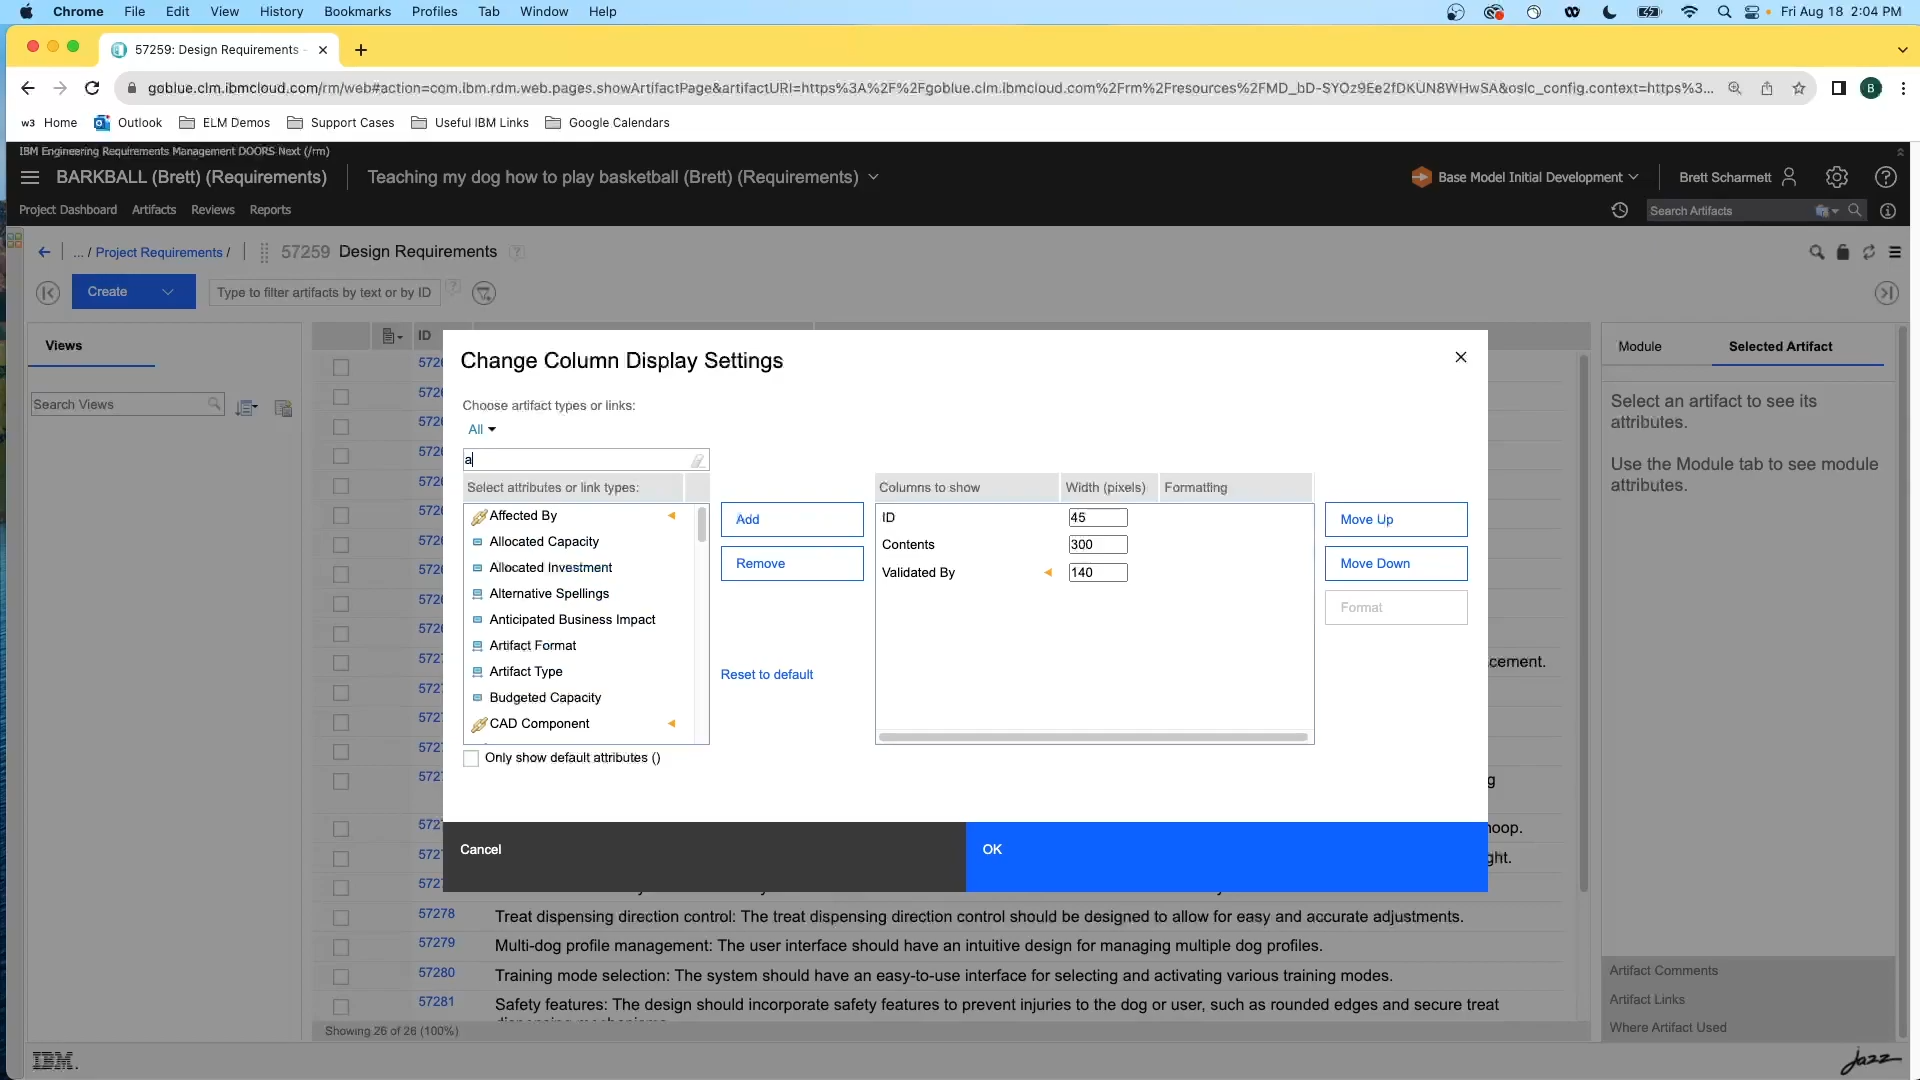 Chrome File Edit View History Bookmarks Profiles Tab Window Help Fri Aug 18 2:04 PM
57259: Design Requirements -
goblue.clm.ibmcloud.com/rm/web#action=com.ibm.rdm.web.pages.showArtifactPage&artifactURI=https%3A%2F%2Fgoblue.clm.ibmcloud.com%2Frm%2Fresources%2FMD_bD-SYOz9Ee2fDKUN8WHwSA&oslc_config.context=https%3... B
w3 Home Outlook ELM Demos Support Cases Useful IBM Links Google Calendars
IBM Engineering Requirements Management DOORS Next (/rm)
BARKBALL (Brett) (Requirements) Teaching my dog how to play basketball (Brett) (Requirements) Base Model Initial Development Brett Scharmett
Project Dashboard Artifacts Reviews Reports Search Artifacts
... / Project Requirements / 57259 Design Requirements
Create Type to filter artifacts by text or by ID
Views ID Module Selected Artifact
Search Views
Select an artifact to see its
attributes.
Use the Module tab to see module
attributes.
Change Column Display Settings
Choose artifact types or links:
All
a
Select attributes or link types:
Affected By
Allocated Capacity
Allocated Investment
Alternative Spellings
Anticipated Business Impact
Artifact Format
Artifact Type
Budgeted Capacity
CAD Component
Only show default attributes ()
Add
Remove
Reset to default
Columns to show Width (pixels) Formatting
ID 45
Contents 300
Validated By 140
Move Up
Move Down
Format
Cancel OK
cement.
g
hoop.
ght.
57278 Treat dispensing direction control: The treat dispensing direction control should be designed to allow for easy and accurate adjustments.
57279 Multi-dog profile management: The user interface should have an intuitive design for managing multiple dog profiles.
57280 Training mode selection: The system should have an easy-to-use interface for selecting and activating various training modes.
57281 Safety features: The design should incorporate safety features to prevent injuries to the dog or user, such as rounded edges and secure treat
Showing 26 of 26 (100%)
Artifact Comments
Artifact Links
Where Artifact Used
IBM. Jazz